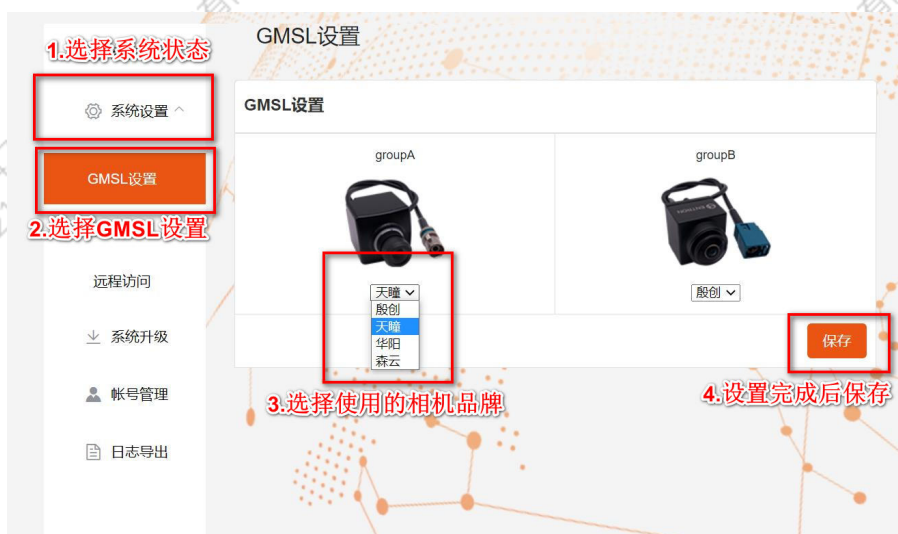 GMSL设置
1.选择系统状态
系统设置
GMSL设置
groupA
groupB
GMSL设置
2.选择GMSL设置
远程访问
天瞳
殷创
殷创
天瞳
华阳
森云
系统升级
保存
3.选择使用的相机品牌
4.设置完成后保存
帐号管理
日志导出